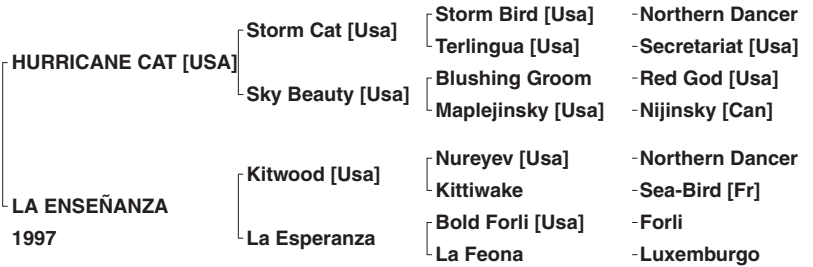 Storm Bird [Usa] -Northern Dancer
Storm Cat [Usa]
Terlingua [Usa] -Secretariat [Usa]
HURRICANE CAT [USA]
Blushing Groom -Red God [Usa]
Sky Beauty [Usa]
Maplejinsky [Usa] -Nijinsky [Can]
Nureyev [Usa] -Northern Dancer
Kitwood [Usa]
Kittiwake -Sea-Bird [Fr]
LA ENSEÑANZA
Bold Forli [Usa] -Forli
1997
La Esperanza
La Feona -Luxemburgo